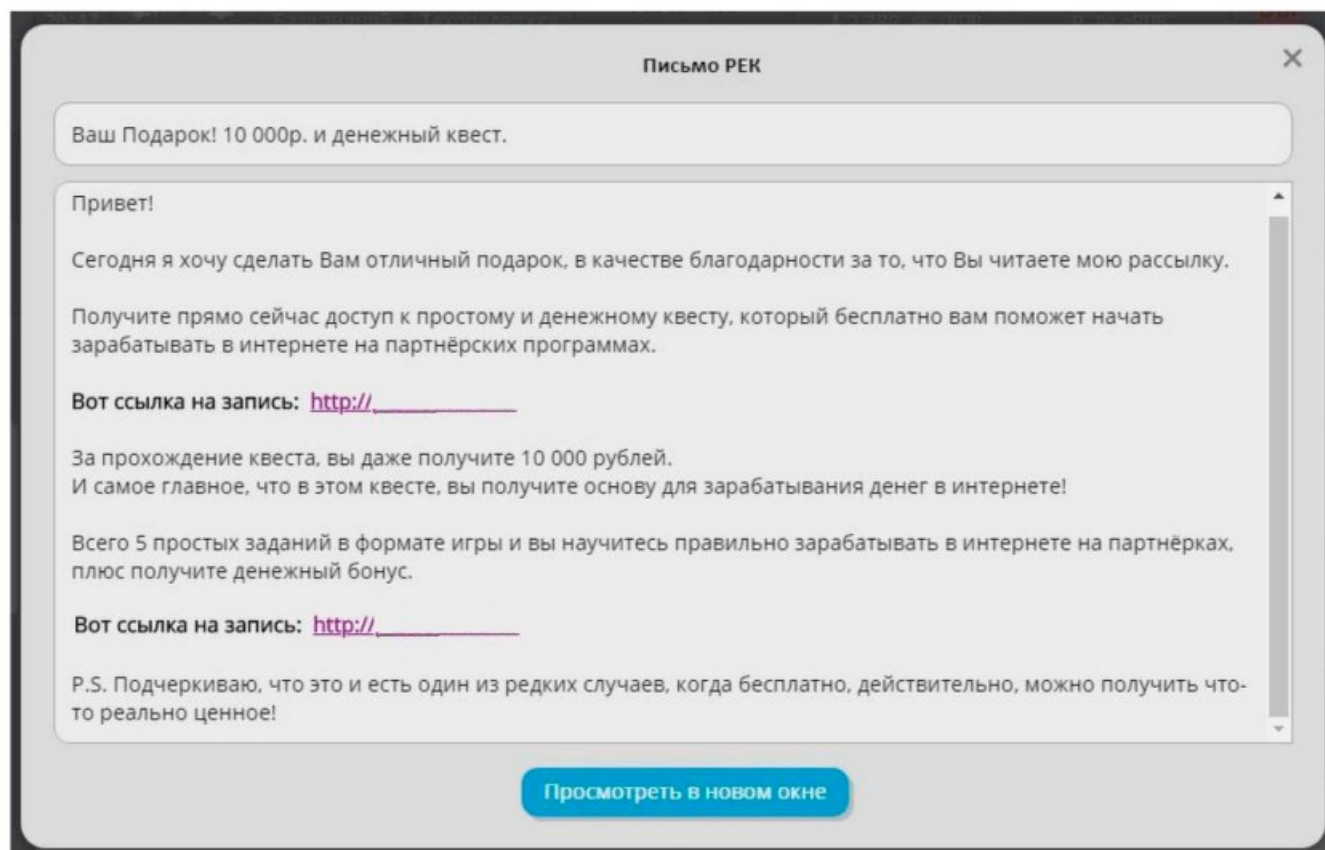 Письмо РЕК
Ваш Подарок! 10 000р. и денежный квест.
Привет!
Сегодня я хочу сделать Вам отличный подарок, в качестве благодарности за то, что Вы читаете мою рассылку.
Получите прямо сейчас доступ к простому и денежному квесту, который бесплатно вам поможет начать
зарабатывать в интернете на партнёрских программах.
Вот ссылка на запись: http://
За прохождение квеста, вы даже получите 10 000 рублей.
И самое главное, что в этом квесте, вы получите основу для зарабатывания денег в интернете!
Всего 5 простых заданий в формате игры и вы научитесь правильно зарабатывать в интернете на партнёрках,
плюс получите денежный бонус.
Вот ссылка на запись: http://
P.S. Подчеркиваю, что это и есть один из редких случаев, когда бесплатно, действительно, можно получить что-
то реально ценное!
Просмотреть в новом окне